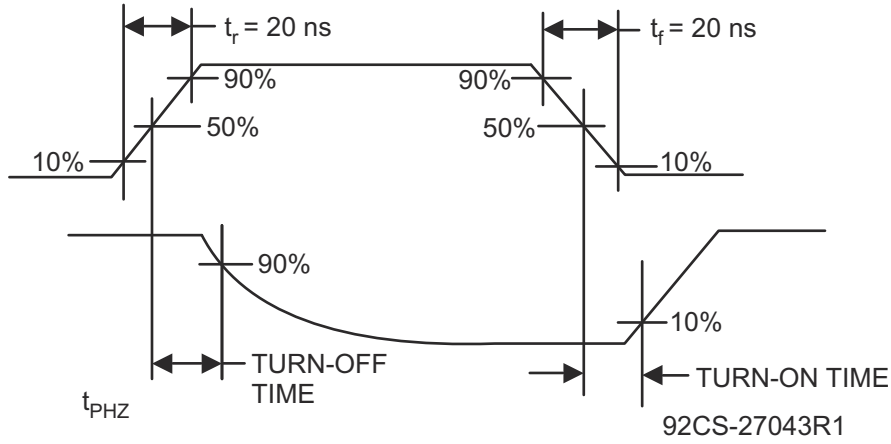 t_r = 20 ns
t_f = 20 ns
90%
90%
50%
50%
10%
10%
90%
10%
TURN-OFF
TIME
TURN-ON TIME
t_PHZ
92CS-27043R1